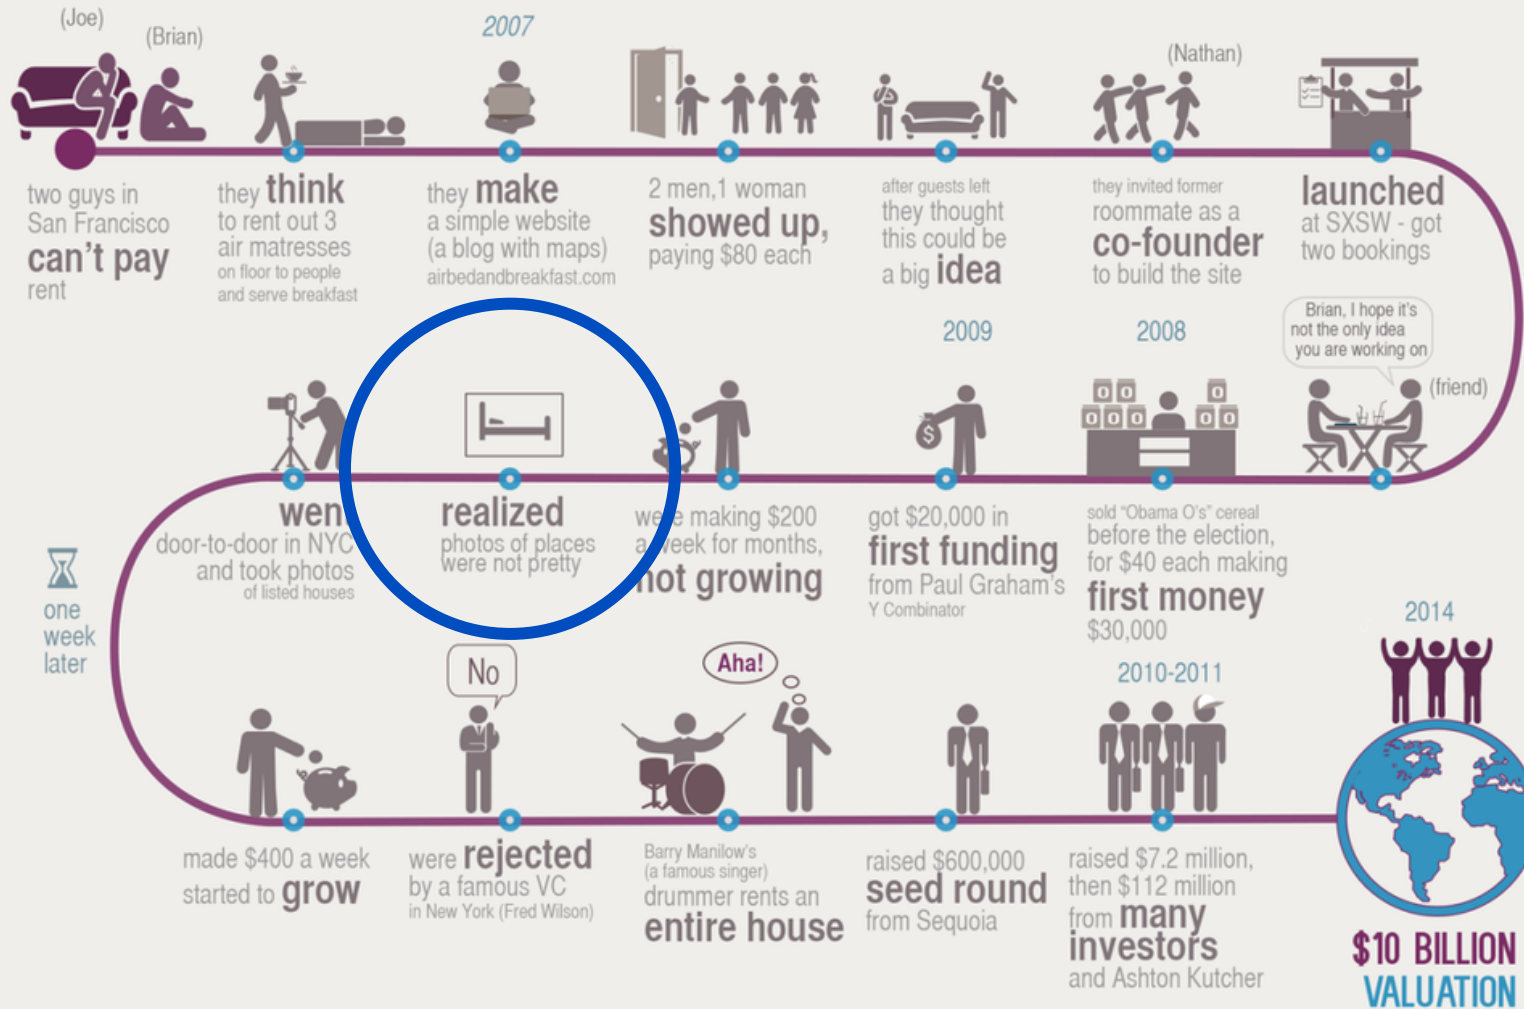 (Joe)
(Brian)
two guys in
San Francisco
can't pay
rent
they think
to rent out 3
air matresses
on floor to people
and serve breakfast
2007
they make
a simple website
(a blog with maps)
airbedandbreakfast.com
2 men,1 woman
showed up,
paying $80 each
after guests left
they thought
this could be
a big idea
(Nathan)
they invited former
roommate as a
co-founder
to build the site
launched
at SXSW - got
two bookings
Brian, I hope it's
not the only idea
you are working on
(friend)
2008
0 0 0
0 0 0 0 0
sold "Obama O's" cereal
before the election,
for $40 each making
first money
$30,000
2009
$
got $20,000 in
first funding
from Paul Graham's
Y Combinator
were making $200
a week for months,
not growing
realized
photos of places
were not pretty
went
door-to-door in NYC
and took photos
of listed houses
one
week
later
made $400 a week
started to grow
No
were rejected
by a famous VC
in New York (Fred Wilson)
Aha!
Barry Manilow's
(a famous singer)
drummer rents an
entire house
raised $600,000
seed round
from Sequoia
2010-2011
raised $7.2 million,
then $112 million
from many
investors
and Ashton Kutcher
2014
$10 BILLION
VALUATION